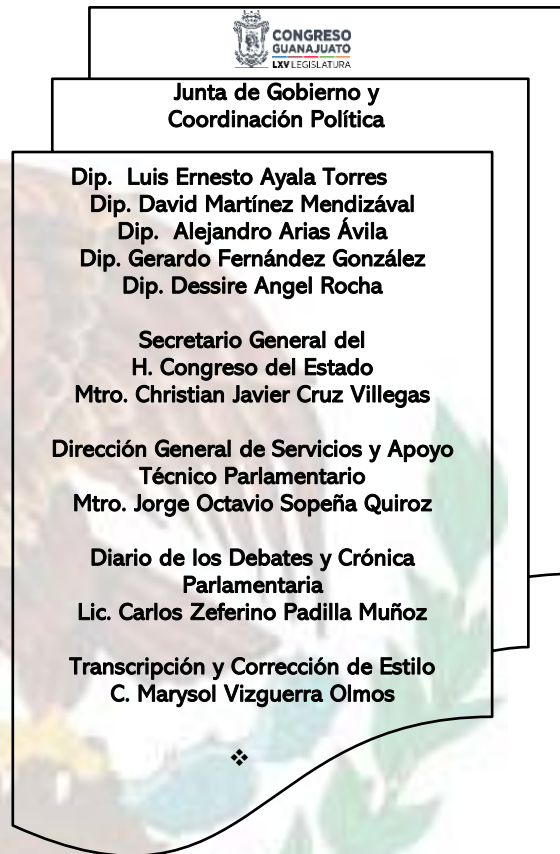 CONGRESO
GUANAJUATO
LXV LEGISLATURA
Junta de Gobierno y
Coordinación Política
Dip. Luis Ernesto Ayala Torres
Dip. David Martínez Mendizával
Dip. Alejandro Arias Ávila
Dip. Gerardo Fernández González
Dip. Dessire Angel Rocha
Secretario General del
H. Congreso del Estado
Mtro. Christian Javier Cruz Villegas
Dirección General de Servicios y Apoyo
Técnico Parlamentario
Mtro. Jorge Octavio Sopeña Quiroz
Diario de los Debates y Crónica
Parlamentaria
Lic. Carlos Zeferino Padilla Muñoz
Transcripción y Corrección de Estilo
C. Marysol Vizguerra Olmos